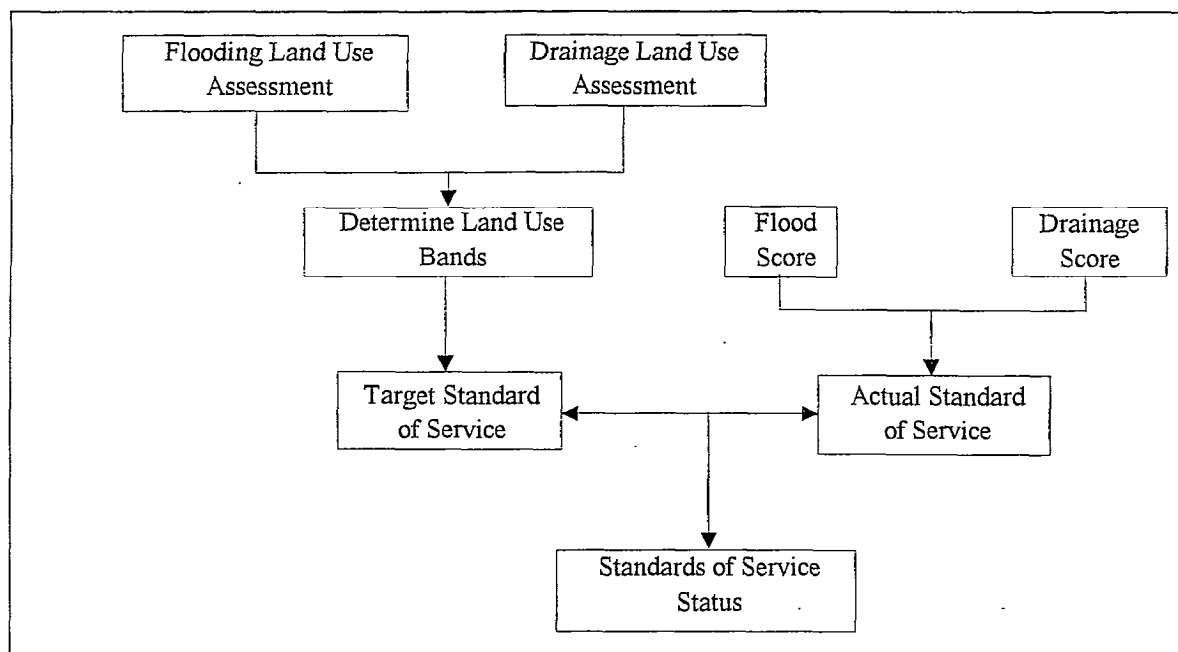 Flooding Land Use
Assessment
Drainage Land Use
Assessment
Determine Land Use
Bands
Flood
Score
Drainage
Score
Target Standard
of Service
Actual Standard
of Service
Standards of Service
Status